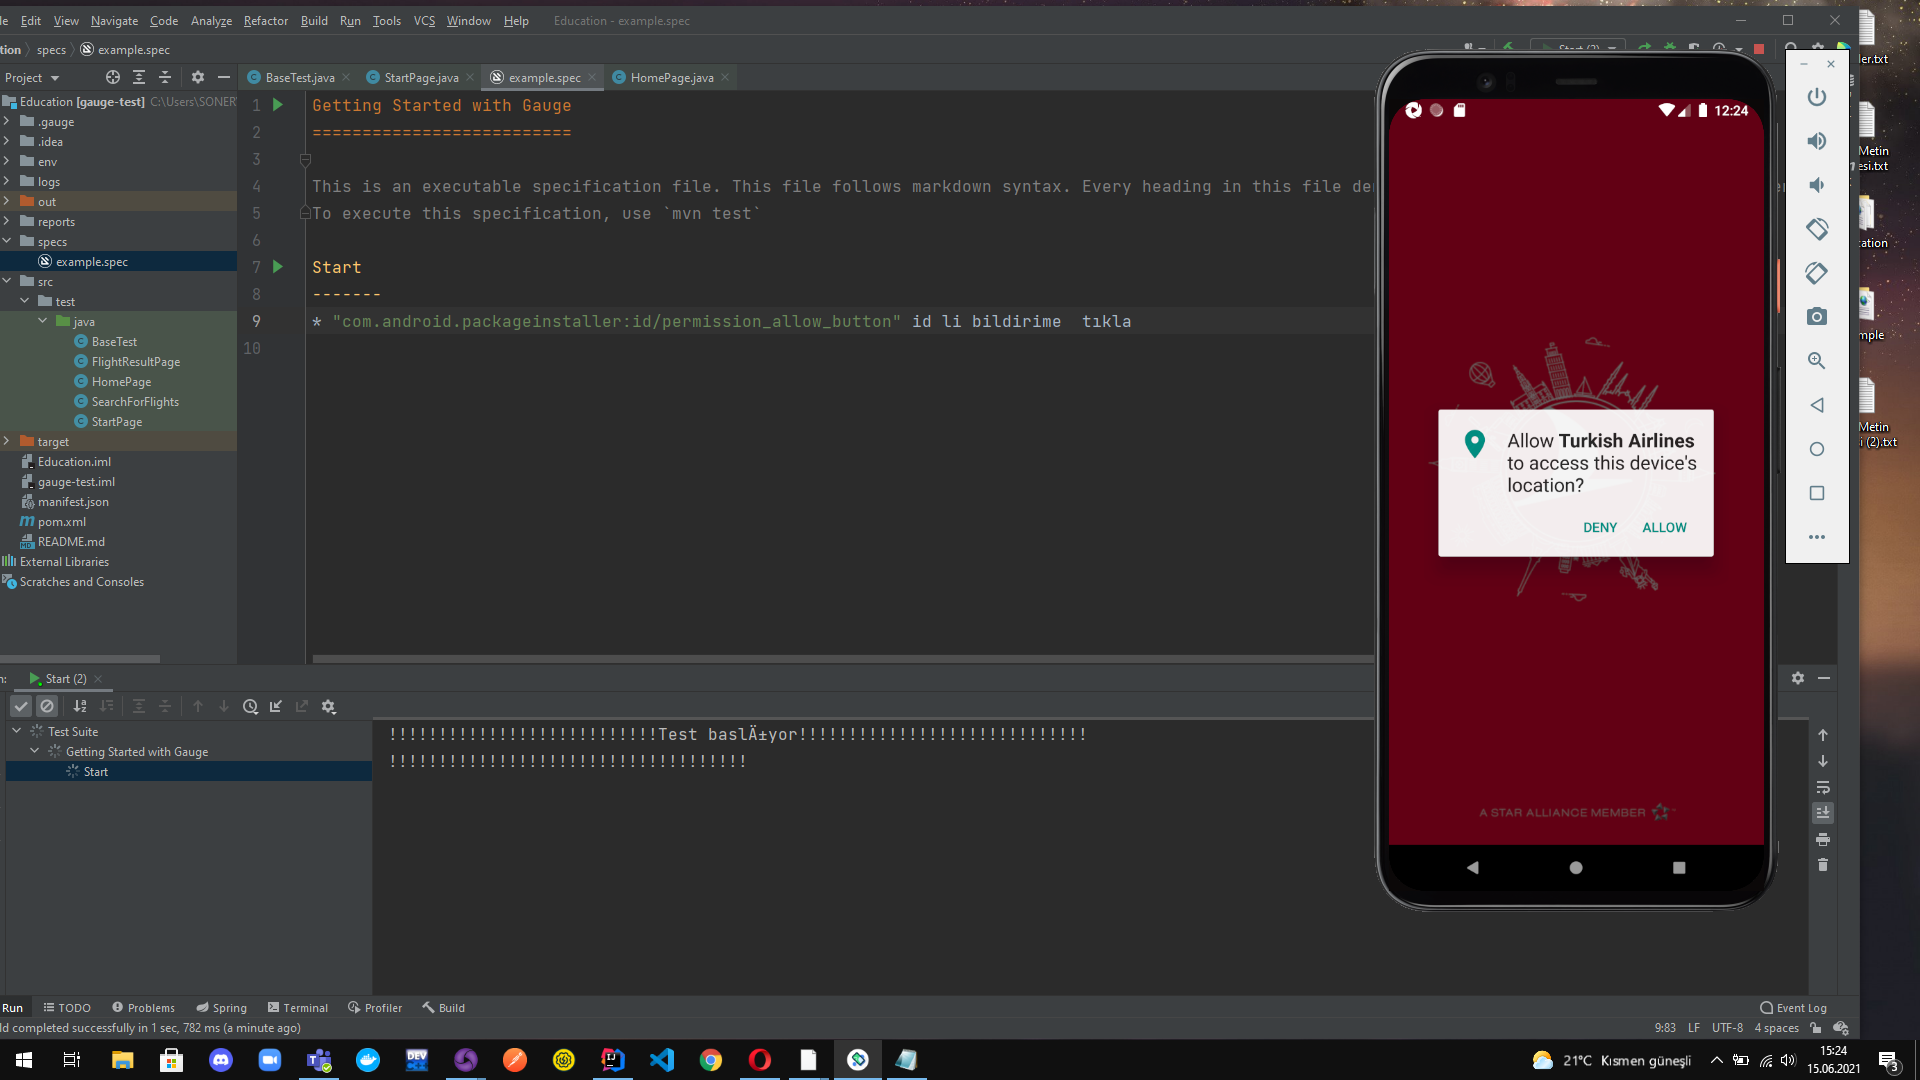 Edit View Navigate Code Analyze Refactor Build Run Tools VCS Window Help Education - example.spec
tion specs example.spec
Start (2)
Project
BaseTest.java StartPage.java example.spec HomePage.java
Education [gauge-test] C:\Users\SONER
.gauge
.idea
env
logs
out
reports
specs
example.spec
src
test
java
BaseTest
FlightResultPage
HomePage
SearchForFlights
StartPage
target
Education.iml
gauge-test.iml
manifest.json
pom.xml
README.md
External Libraries
Scratches and Consoles
1 Getting Started with Gauge
2 ==========================
3
4 This is an executable specification file. This file follows markdown syntax. Every heading in this file de
5 To execute this specification, use `mvn test`
6
7 Start
8 -------
9 * "com.android.packageinstaller:id/permission_allow_button" id li bildirime  tıkla
10
12:24
Allow Turkish Airlines
to access this device's
location?
DENY ALLOW
A STAR ALLIANCE MEMBER
ler.txt
Metin
esi.txt
ation
mple
Metin
i (2).txt
Start (2)
Test Suite
Getting Started with Gauge
Start
!!!!!!!!!!!!!!!!!!!!!!!!!!!Test baslÄ±yor!!!!!!!!!!!!!!!!!!!!!!!!!!!!!
!!!!!!!!!!!!!!!!!!!!!!!!!!!!!!!!!!!!
Run TODO Problems Spring Terminal Profiler Build Event Log
ld completed successfully in 1 sec, 782 ms (a minute ago) 9:83 LF UTF-8 4 spaces
DEV
21°C Kısmen güneşli
15:24
15.06.2021
3